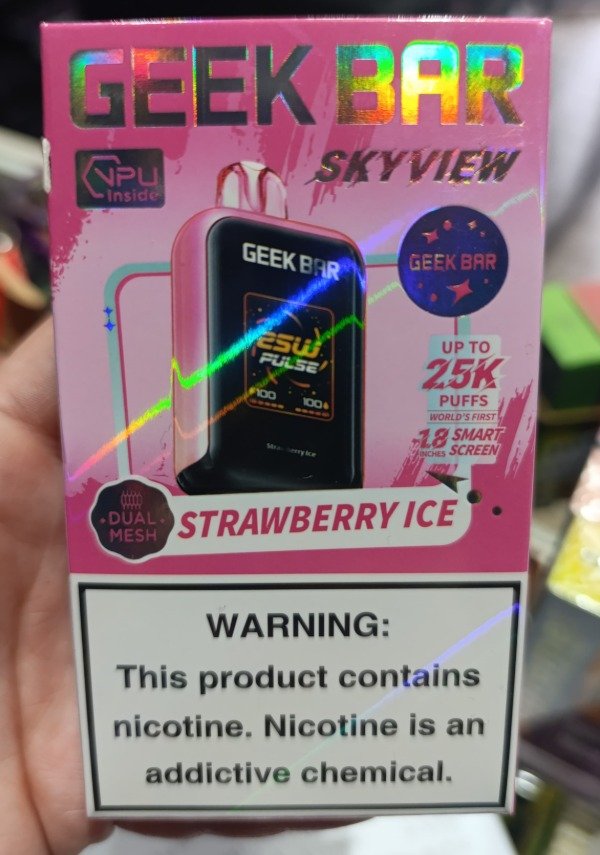 GEEK BAR
SKYVIEW
VPU
Inside
GEEK BAR
GEEK BAR
25W
PULSE
100
100
Strawberry Ice
UP TO
25K
PUFFS
WORLD'S FIRST
1.8 SMART
INCHES SCREEN
DUAL
MESH
STRAWBERRY ICE
WARNING:
This product contains
nicotine. Nicotine is an
addictive chemical.